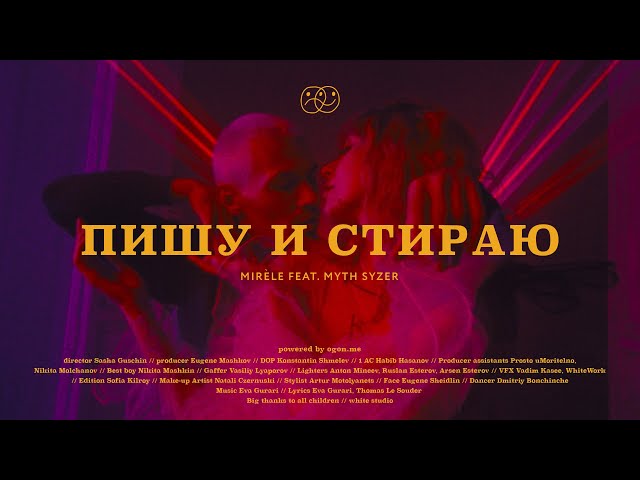 ПИШУ И СТИРАЮ
MIRÈLE FEAT. MYTH SYZER
powered by ogon.me
director Sasha Guschin // producer Eugene Mashkov // DOP Konstantin Shmelev // 1 AC Habib Hasanov // Producer assistants Prosto uMoritelno,
Nikita Molchanov // Best boy Nikita Mashkin // Gaffer Vasiliy Lyaporov // Lighters Anton Mineev, Ruslan Esterov, Arsen Esterov // VFX Vadim Kasee, WhiteWork
// Edition Sofia Kilroy // Make-up Artist Natali Czernuski // Stylist Artur Motolyanets // Face Eugene Sheidlin // Dancer Dmitriy Bonchinche
Music Eva Gurari // Lyrics Eva Gurari, Thomas Le Souder
Big thanks to all children // white studio